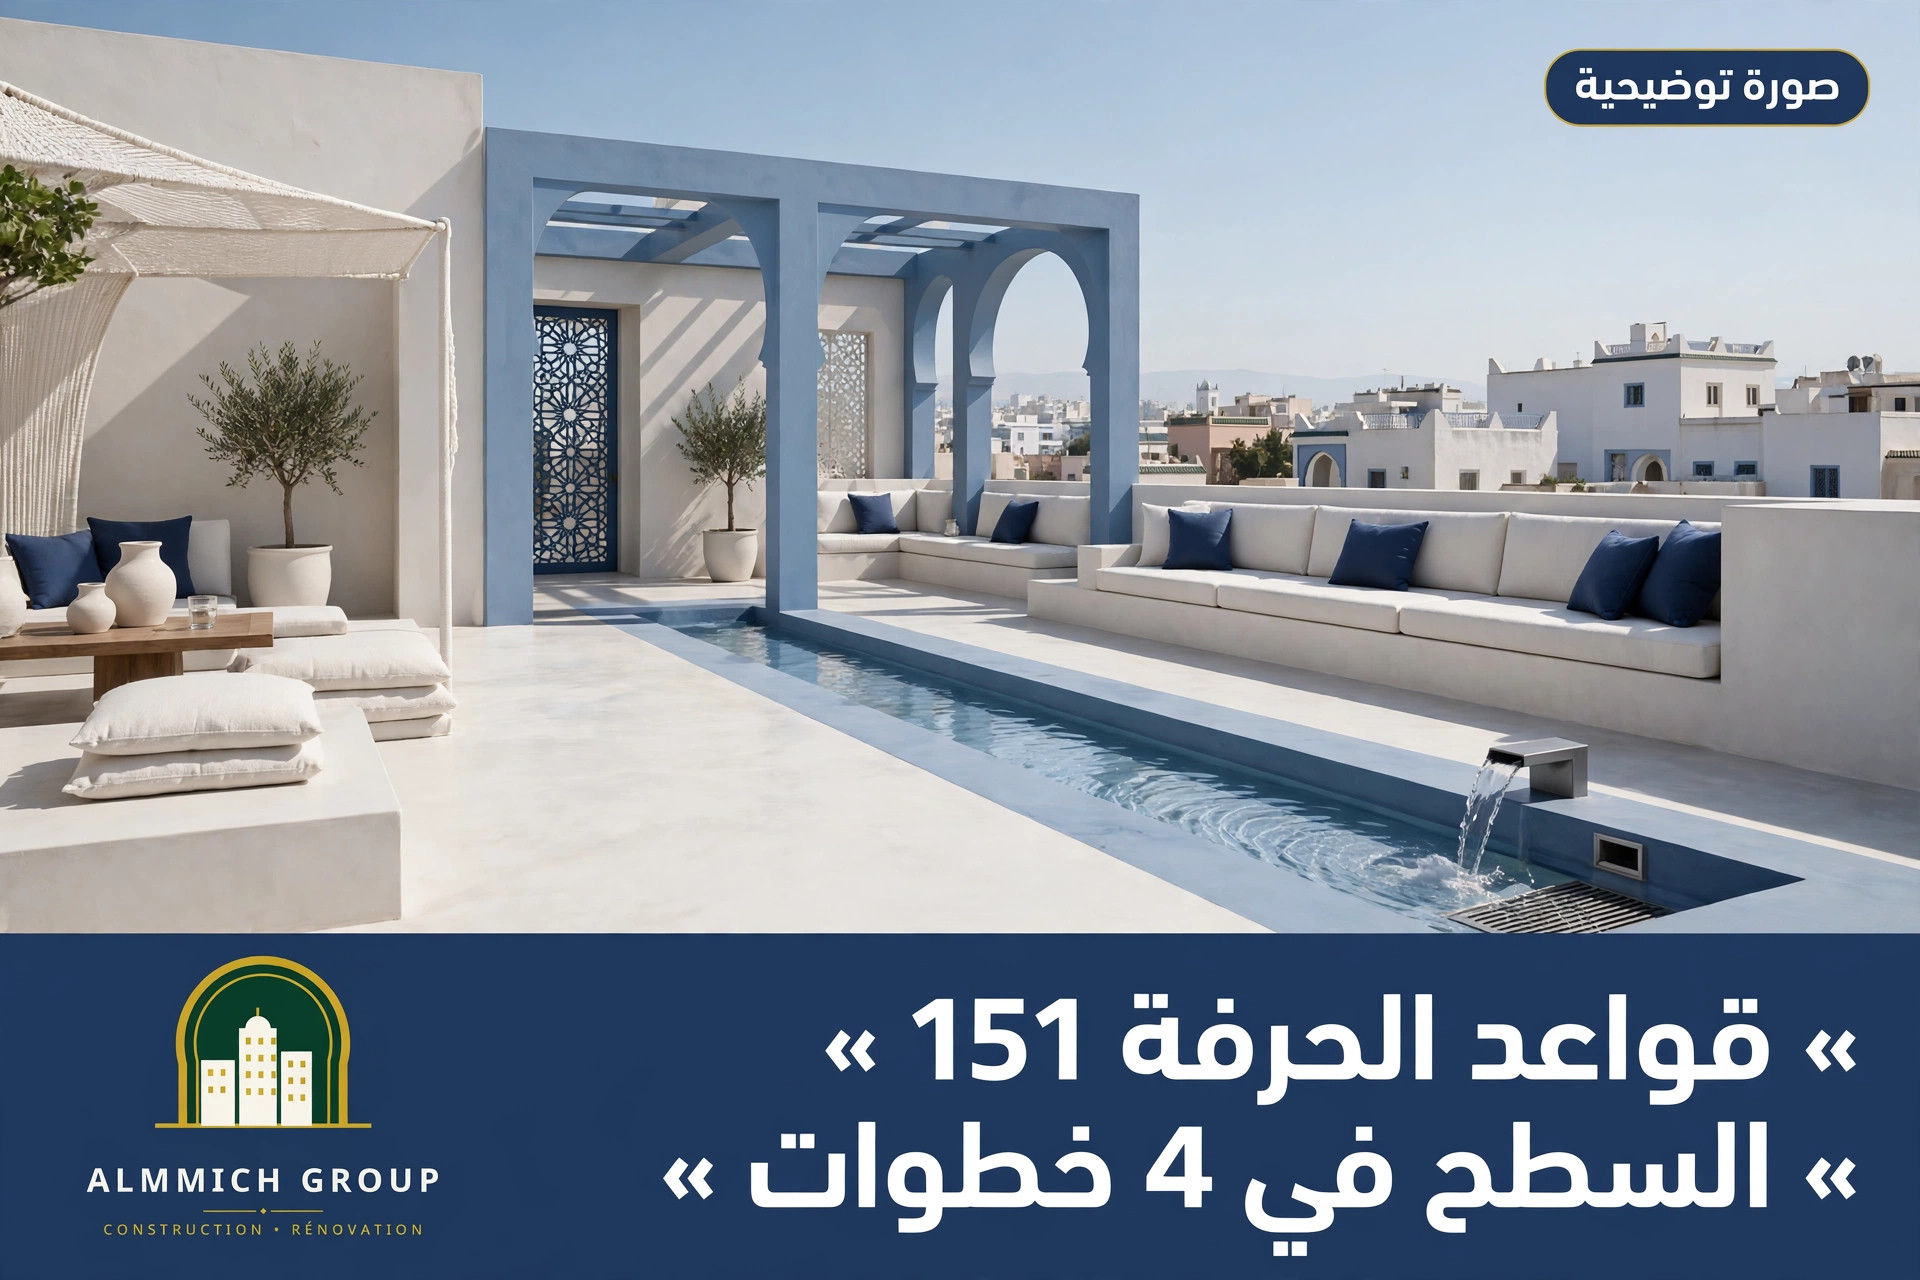 صورة توضيحية
» قواعد الحرفة 151 »
» السطح في 4 خطوات »
ALMMICH GROUP
CONSTRUCTION • RÉNOVATION